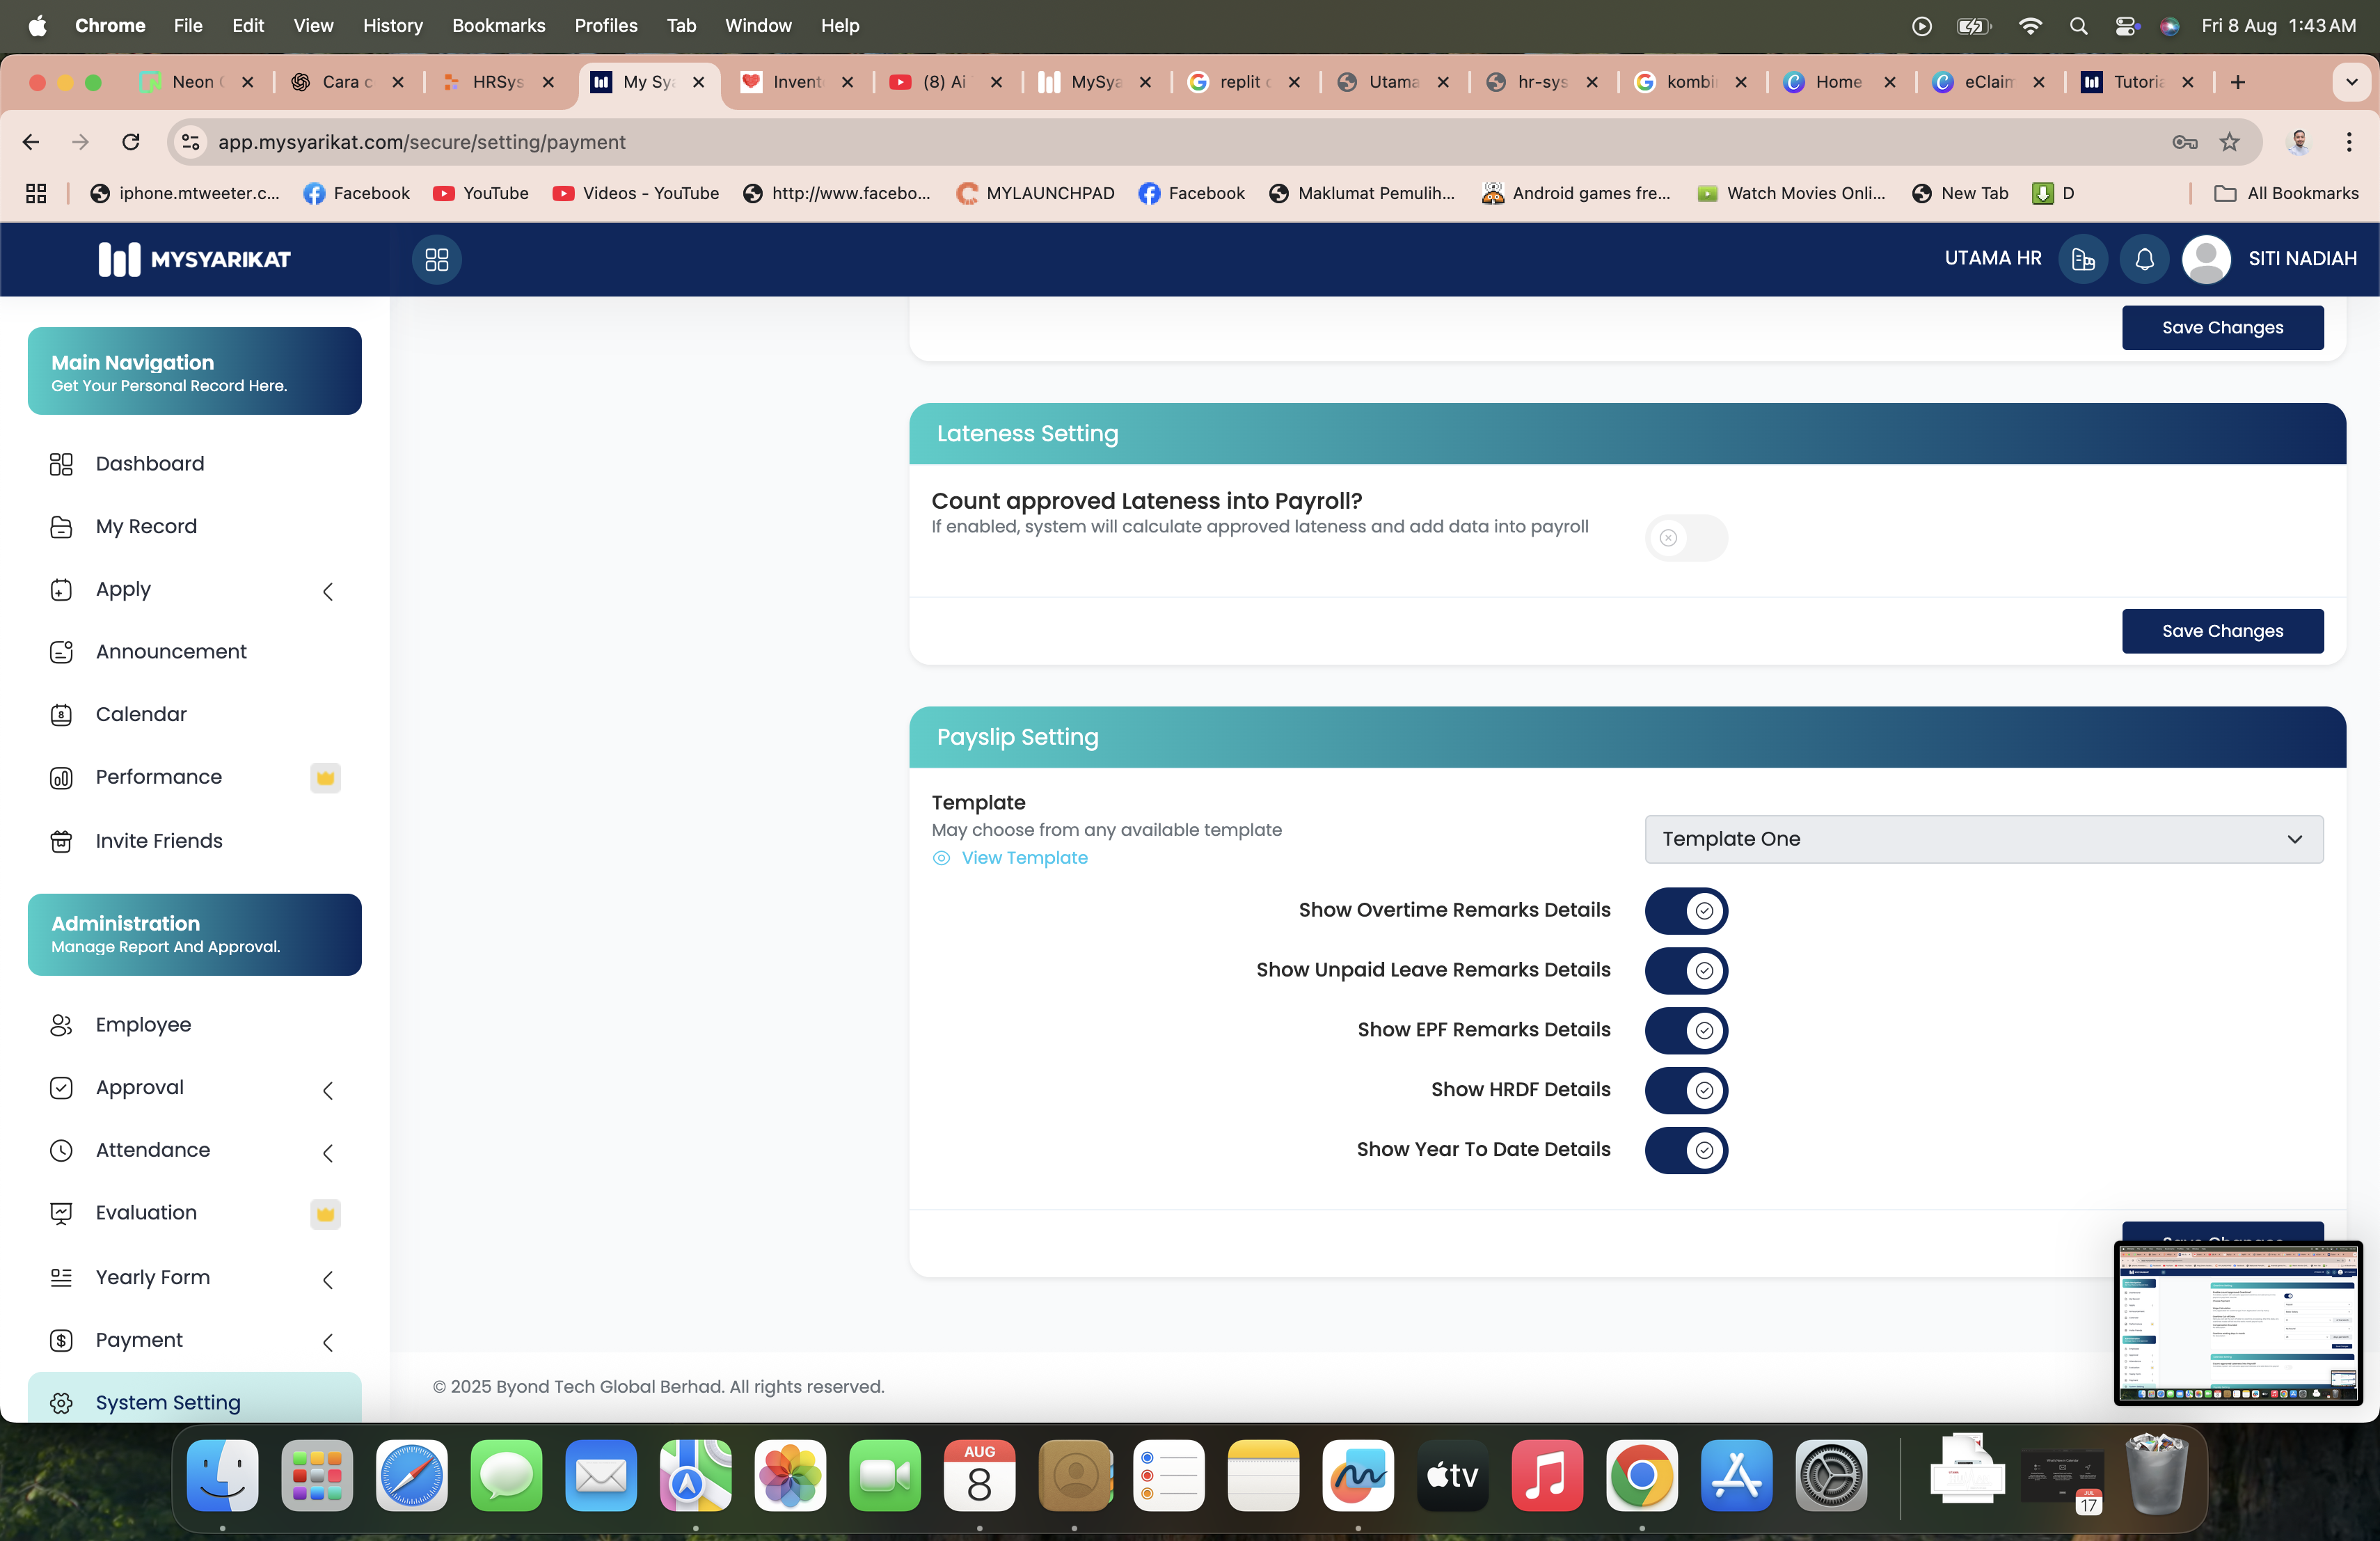 Chrome File Edit View History Bookmarks Profiles Tab Window Help Fri 8 Aug 1:43AM
Neon Cara c HRSys My Sya Invent (8) Ai MySya replit Utama hr-sys kombi Home eClaim Tutoria
app.mysyarikat.com/secure/setting/payment
iphone.mtweeter.c... Facebook YouTube Videos - YouTube http://www.facebo... MYLAUNCHPAD Facebook Maklumat Pemulih... Android games fre... Watch Movies Onli... New Tab D All Bookmarks
MYSYARIKAT UTAMA HR SITI NADIAH
Main Navigation
Get Your Personal Record Here.
Dashboard
My Record
Apply
Announcement
8 Calendar
Performance
Invite Friends
Administration
Manage Report And Approval.
Employee
Approval
Attendance
Evaluation
Yearly Form
Payment
System Setting
Save Changes
Lateness Setting
Count approved Lateness into Payroll?
If enabled, system will calculate approved lateness and add data into payroll
Save Changes
Payslip Setting
Template
May choose from any available template
View Template
Template One
Show Overtime Remarks Details
Show Unpaid Leave Remarks Details
Show EPF Remarks Details
Show HRDF Details
Show Year To Date Details
© 2025 Byond Tech Global Berhad. All rights reserved.
AUG
8
tv
JUL
17